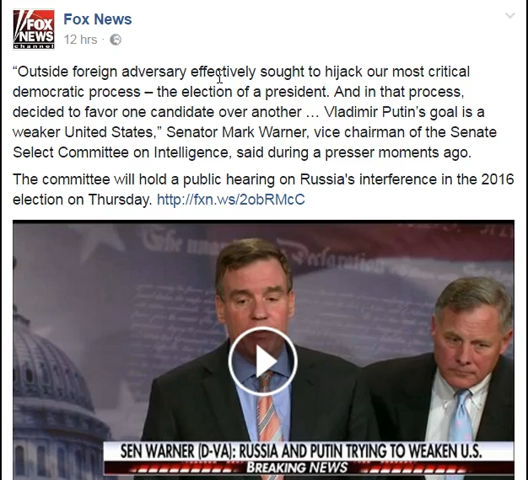 FOX
NEWS
channel
Fox News
12 hrs ·
“Outside foreign adversary effectively sought to hijack our most critical
democratic process – the election of a president. And in that process,
decided to favor one candidate over another … Vladimir Putin’s goal is a
weaker United States,” Senator Mark Warner, vice chairman of the Senate
Select Committee on Intelligence, said during a presser moments ago.
The committee will hold a public hearing on Russia's interference in the 2016
election on Thursday. http://fxn.ws/2obRMcC
SEN WARNER (D-VA): RUSSIA AND PUTIN TRYING TO WEAKEN U.S.
BREAKING NEWS